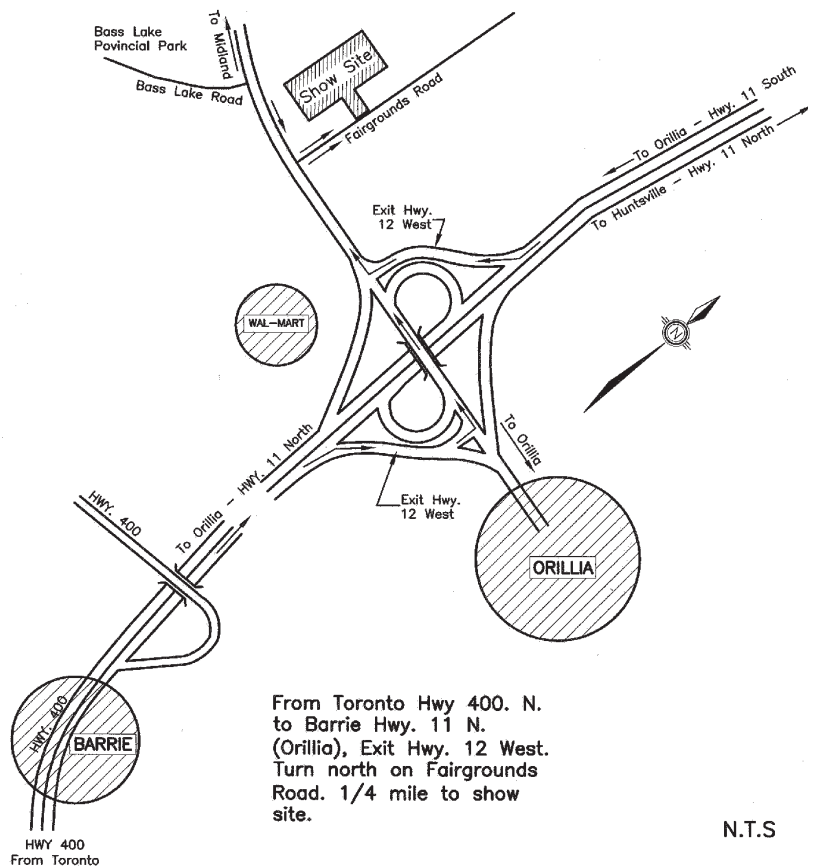 Bass Lake
Povincial Park
To Midland
Bass Lake Road
Show Site
Fairgrounds Road
To Orillia - Hwy. 11 South
To Huntsville - Hwy. 11 North
Exit Hwy.
12 West
WAL-MART
N
To Orillia
To Orillia - HWY. 11 North
Exit Hwy.
12 West
HWY. 400
ORILLIA
HWY. 400
BARRIE
From Toronto Hwy 400. N.
to Barrie Hwy. 11 N.
(Orillia), Exit Hwy. 12 West.
Turn north on Fairgrounds
Road. 1/4 mile to show
site.
N.T.S
HWY 400
From Toronto